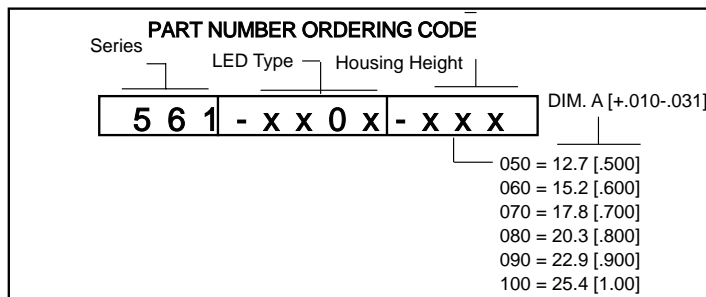 PART NUMBER ORDERING CODE
Series
LED Type
Housing Height
5 6 1 - x x 0 x - x x x
DIM. A [+.010-.031]
050 = 12.7 [.500]
060 = 15.2 [.600]
070 = 17.8 [.700]
080 = 20.3 [.800]
090 = 22.9 [.900]
100 = 25.4 [1.00]